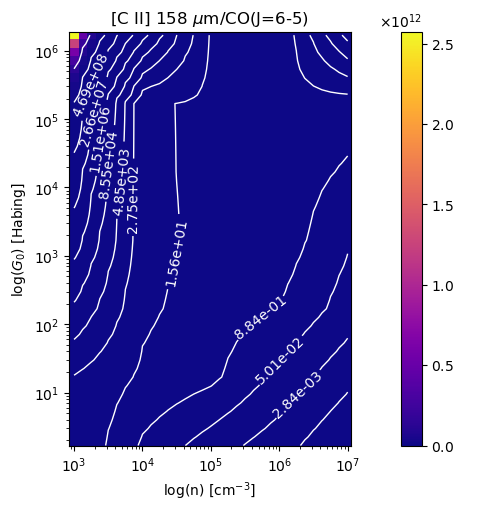 [C II] 158 μm/CO(J=6-5)
×10¹²
10⁶
10⁵
10⁴
10³
10²
10¹
log(G₀) [Habing]
4.69e+08
2.66e+07
1.51e+06
8.55e+04
4.85e+03
2.75e+02
1.56e+01
8.84e-01
5.01e-02
2.84e-03
10³ 10⁴ 10⁵ 10⁶ 10⁷
log(n) [cm⁻³]
2.5
2.0
1.5
1.0
0.5
0.0